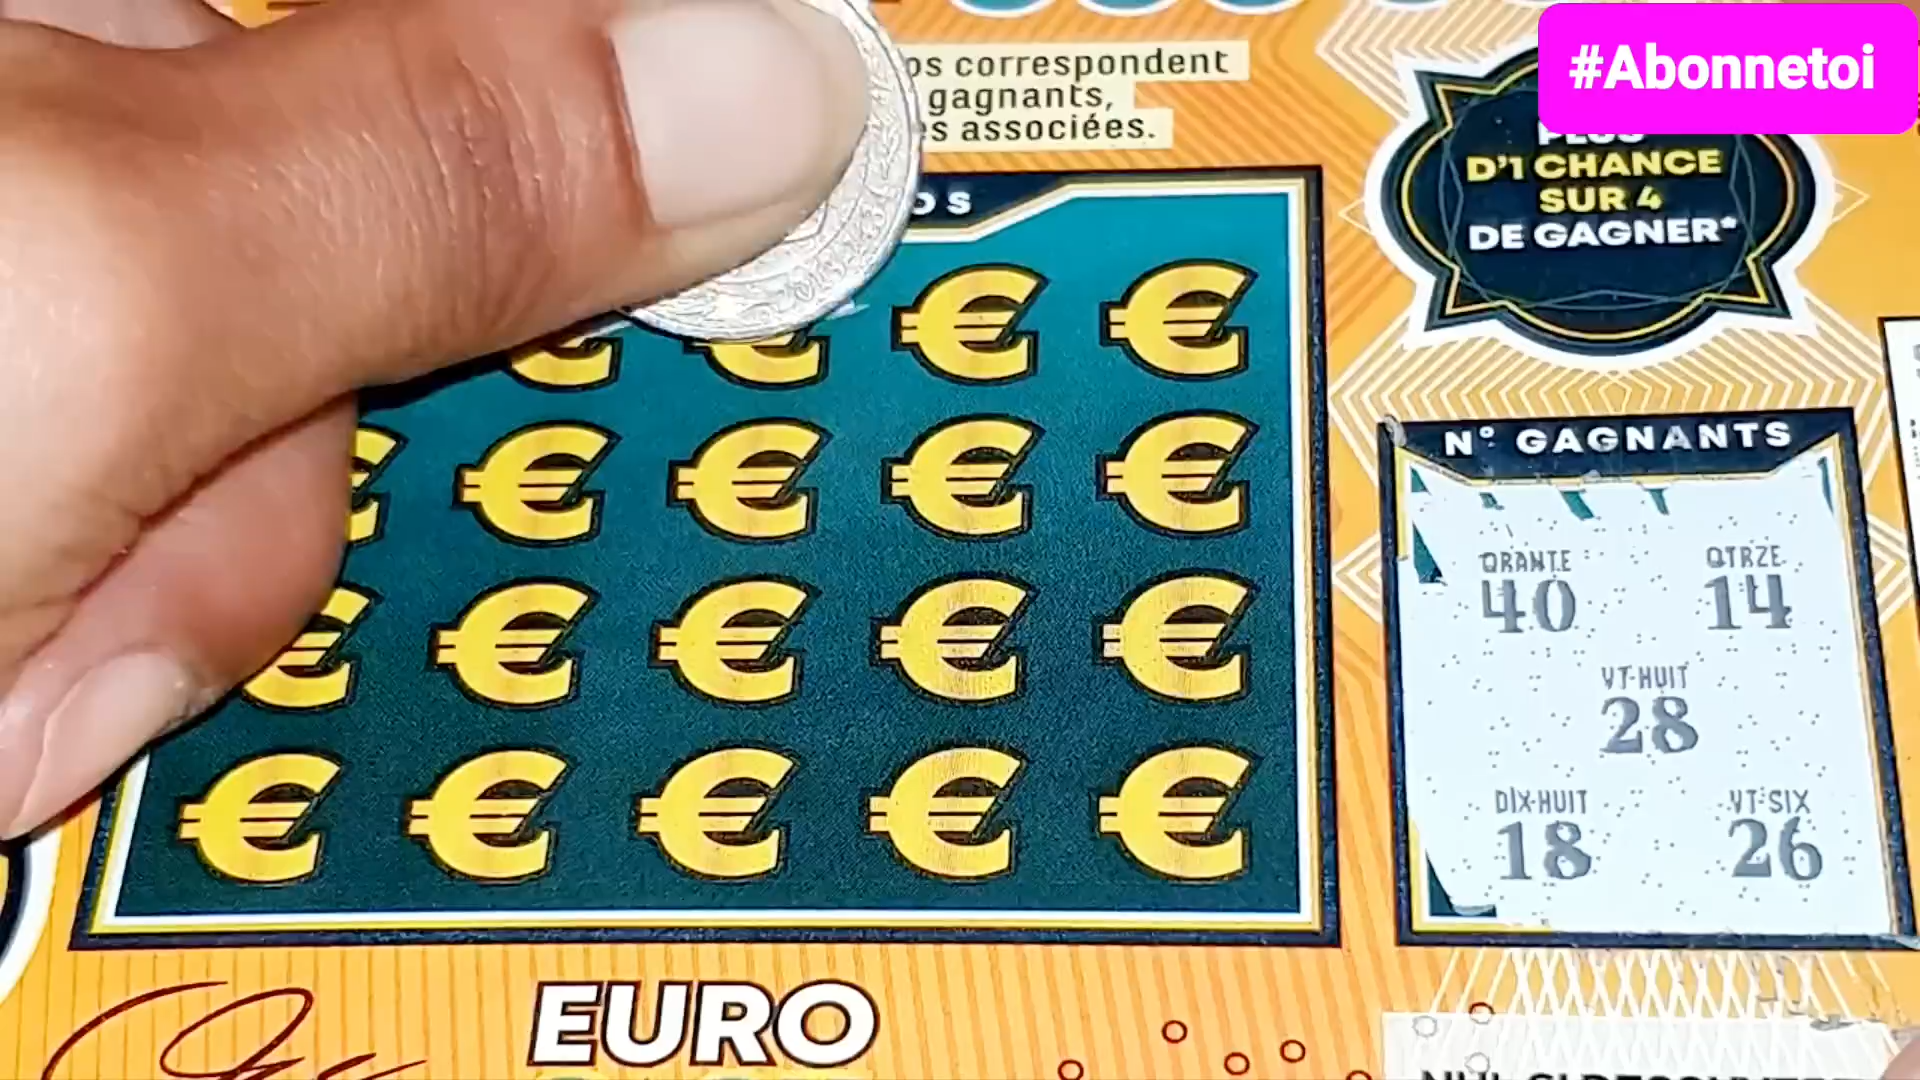 #Abonnetoi
correspondent
gagnants,
associées.
PLUS
D'1 CHANCE
SUR 4
DE GAGNER*
N° GAGNANTS
QRANTE
40
QTRZE
14
VT-HUIT
28
DIX-HUIT
18
VT-SIX
26
EURO